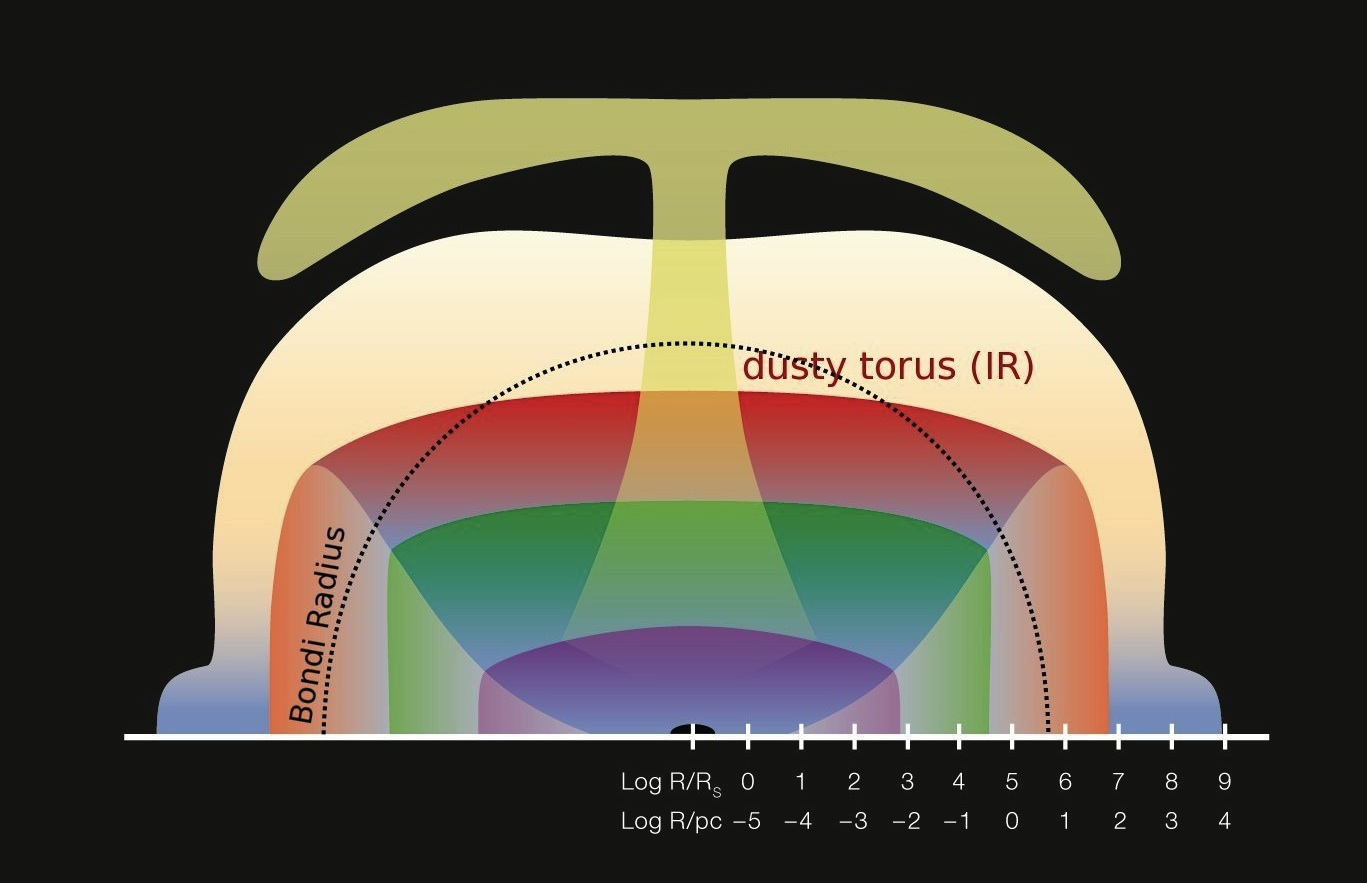 dusty torus (IR)
Bondi Radius
Log R/Rs 0 1 2 3 4 5 6 7 8 9
Log R/pc −5 −4 −3 −2 −1 0 1 2 3 4